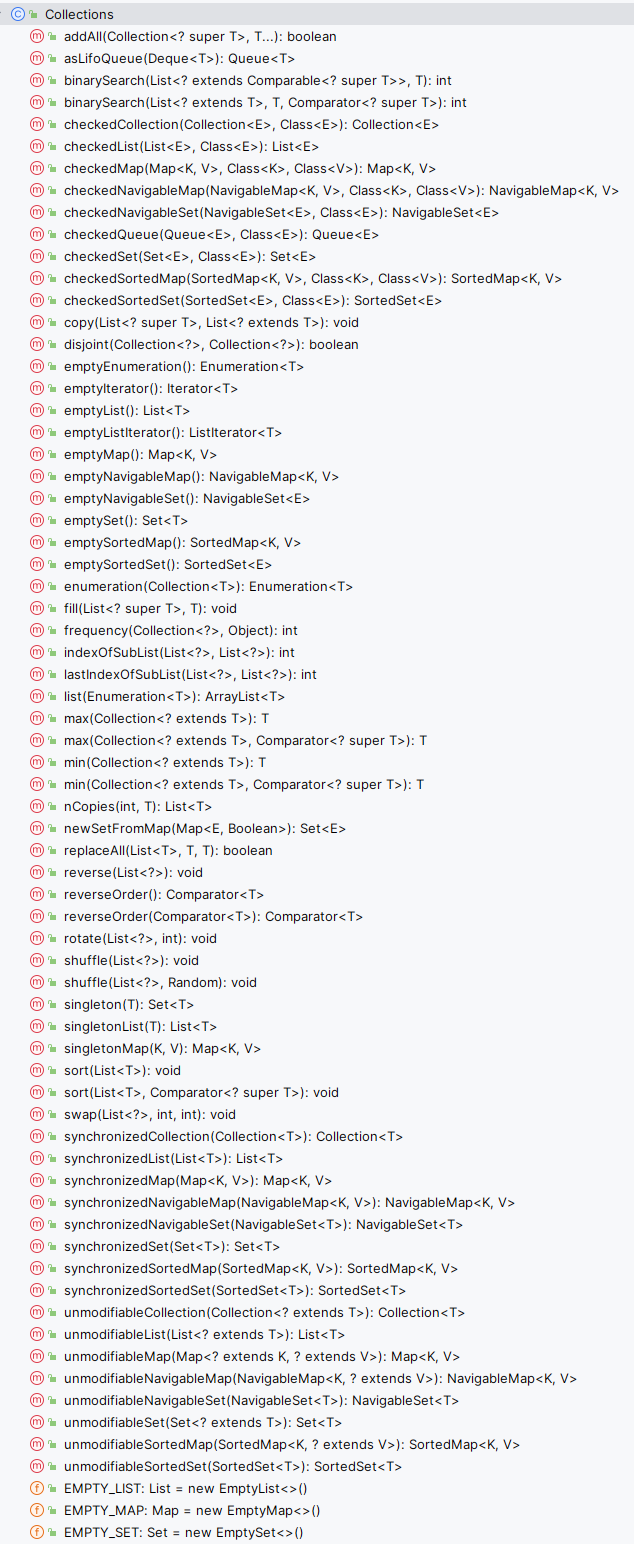 Collections
addAll(Collection<? super T>, T...): boolean
asLifoQueue(Deque<T>): Queue<T>
binarySearch(List<? extends Comparable<? super T>>, T): int
binarySearch(List<? extends T>, T, Comparator<? super T>): int
checkedCollection(Collection<E>, Class<E>): Collection<E>
checkedList(List<E>, Class<E>): List<E>
checkedMap(Map<K, V>, Class<K>, Class<V>): Map<K, V>
checkedNavigableMap(NavigableMap<K, V>, Class<K>, Class<V>): NavigableMap<K, V>
checkedNavigableSet(NavigableSet<E>, Class<E>): NavigableSet<E>
checkedQueue(Queue<E>, Class<E>): Queue<E>
checkedSet(Set<E>, Class<E>): Set<E>
checkedSortedMap(SortedMap<K, V>, Class<K>, Class<V>): SortedMap<K, V>
checkedSortedSet(SortedSet<E>, Class<E>): SortedSet<E>
copy(List<? super T>, List<? extends T>): void
disjoint(Collection<?>, Collection<?>): boolean
emptyEnumeration(): Enumeration<T>
emptyIterator(): Iterator<T>
emptyList(): List<T>
emptyListIterator(): ListIterator<T>
emptyMap(): Map<K, V>
emptyNavigableMap(): NavigableMap<K, V>
emptyNavigableSet(): NavigableSet<E>
emptySet(): Set<T>
emptySortedMap(): SortedMap<K, V>
emptySortedSet(): SortedSet<E>
enumeration(Collection<T>): Enumeration<T>
fill(List<? super T>, T): void
frequency(Collection<?>, Object): int
indexOfSubList(List<?>, List<?>): int
lastIndexOfSubList(List<?>, List<?>): int
list(Enumeration<T>): ArrayList<T>
max(Collection<? extends T>): T
max(Collection<? extends T>, Comparator<? super T>): T
min(Collection<? extends T>): T
min(Collection<? extends T>, Comparator<? super T>): T
nCopies(int, T): List<T>
newSetFromMap(Map<E, Boolean>): Set<E>
replaceAll(List<T>, T, T): boolean
reverse(List<?>): void
reverseOrder(): Comparator<T>
reverseOrder(Comparator<T>): Comparator<T>
rotate(List<?>, int): void
shuffle(List<?>): void
shuffle(List<?>, Random): void
singleton(T): Set<T>
singletonList(T): List<T>
singletonMap(K, V): Map<K, V>
sort(List<T>): void
sort(List<T>, Comparator<? super T>): void
swap(List<?>, int, int): void
synchronizedCollection(Collection<T>): Collection<T>
synchronizedList(List<T>): List<T>
synchronizedMap(Map<K, V>): Map<K, V>
synchronizedNavigableMap(NavigableMap<K, V>): NavigableMap<K, V>
synchronizedNavigableSet(NavigableSet<T>): NavigableSet<T>
synchronizedSet(Set<T>): Set<T>
synchronizedSortedMap(SortedMap<K, V>): SortedMap<K, V>
synchronizedSortedSet(SortedSet<T>): SortedSet<T>
unmodifiableCollection(Collection<? extends T>): Collection<T>
unmodifiableList(List<? extends T>): List<T>
unmodifiableMap(Map<? extends K, ? extends V>): Map<K, V>
unmodifiableNavigableMap(NavigableMap<K, ? extends V>): NavigableMap<K, V>
unmodifiableNavigableSet(NavigableSet<T>): NavigableSet<T>
unmodifiableSet(Set<? extends T>): Set<T>
unmodifiableSortedMap(SortedMap<K, ? extends V>): SortedMap<K, V>
unmodifiableSortedSet(SortedSet<T>): SortedSet<T>
EMPTY_LIST: List = new EmptyList<>()
EMPTY_MAP: Map = new EmptyMap<>()
EMPTY_SET: Set = new EmptySet<>()